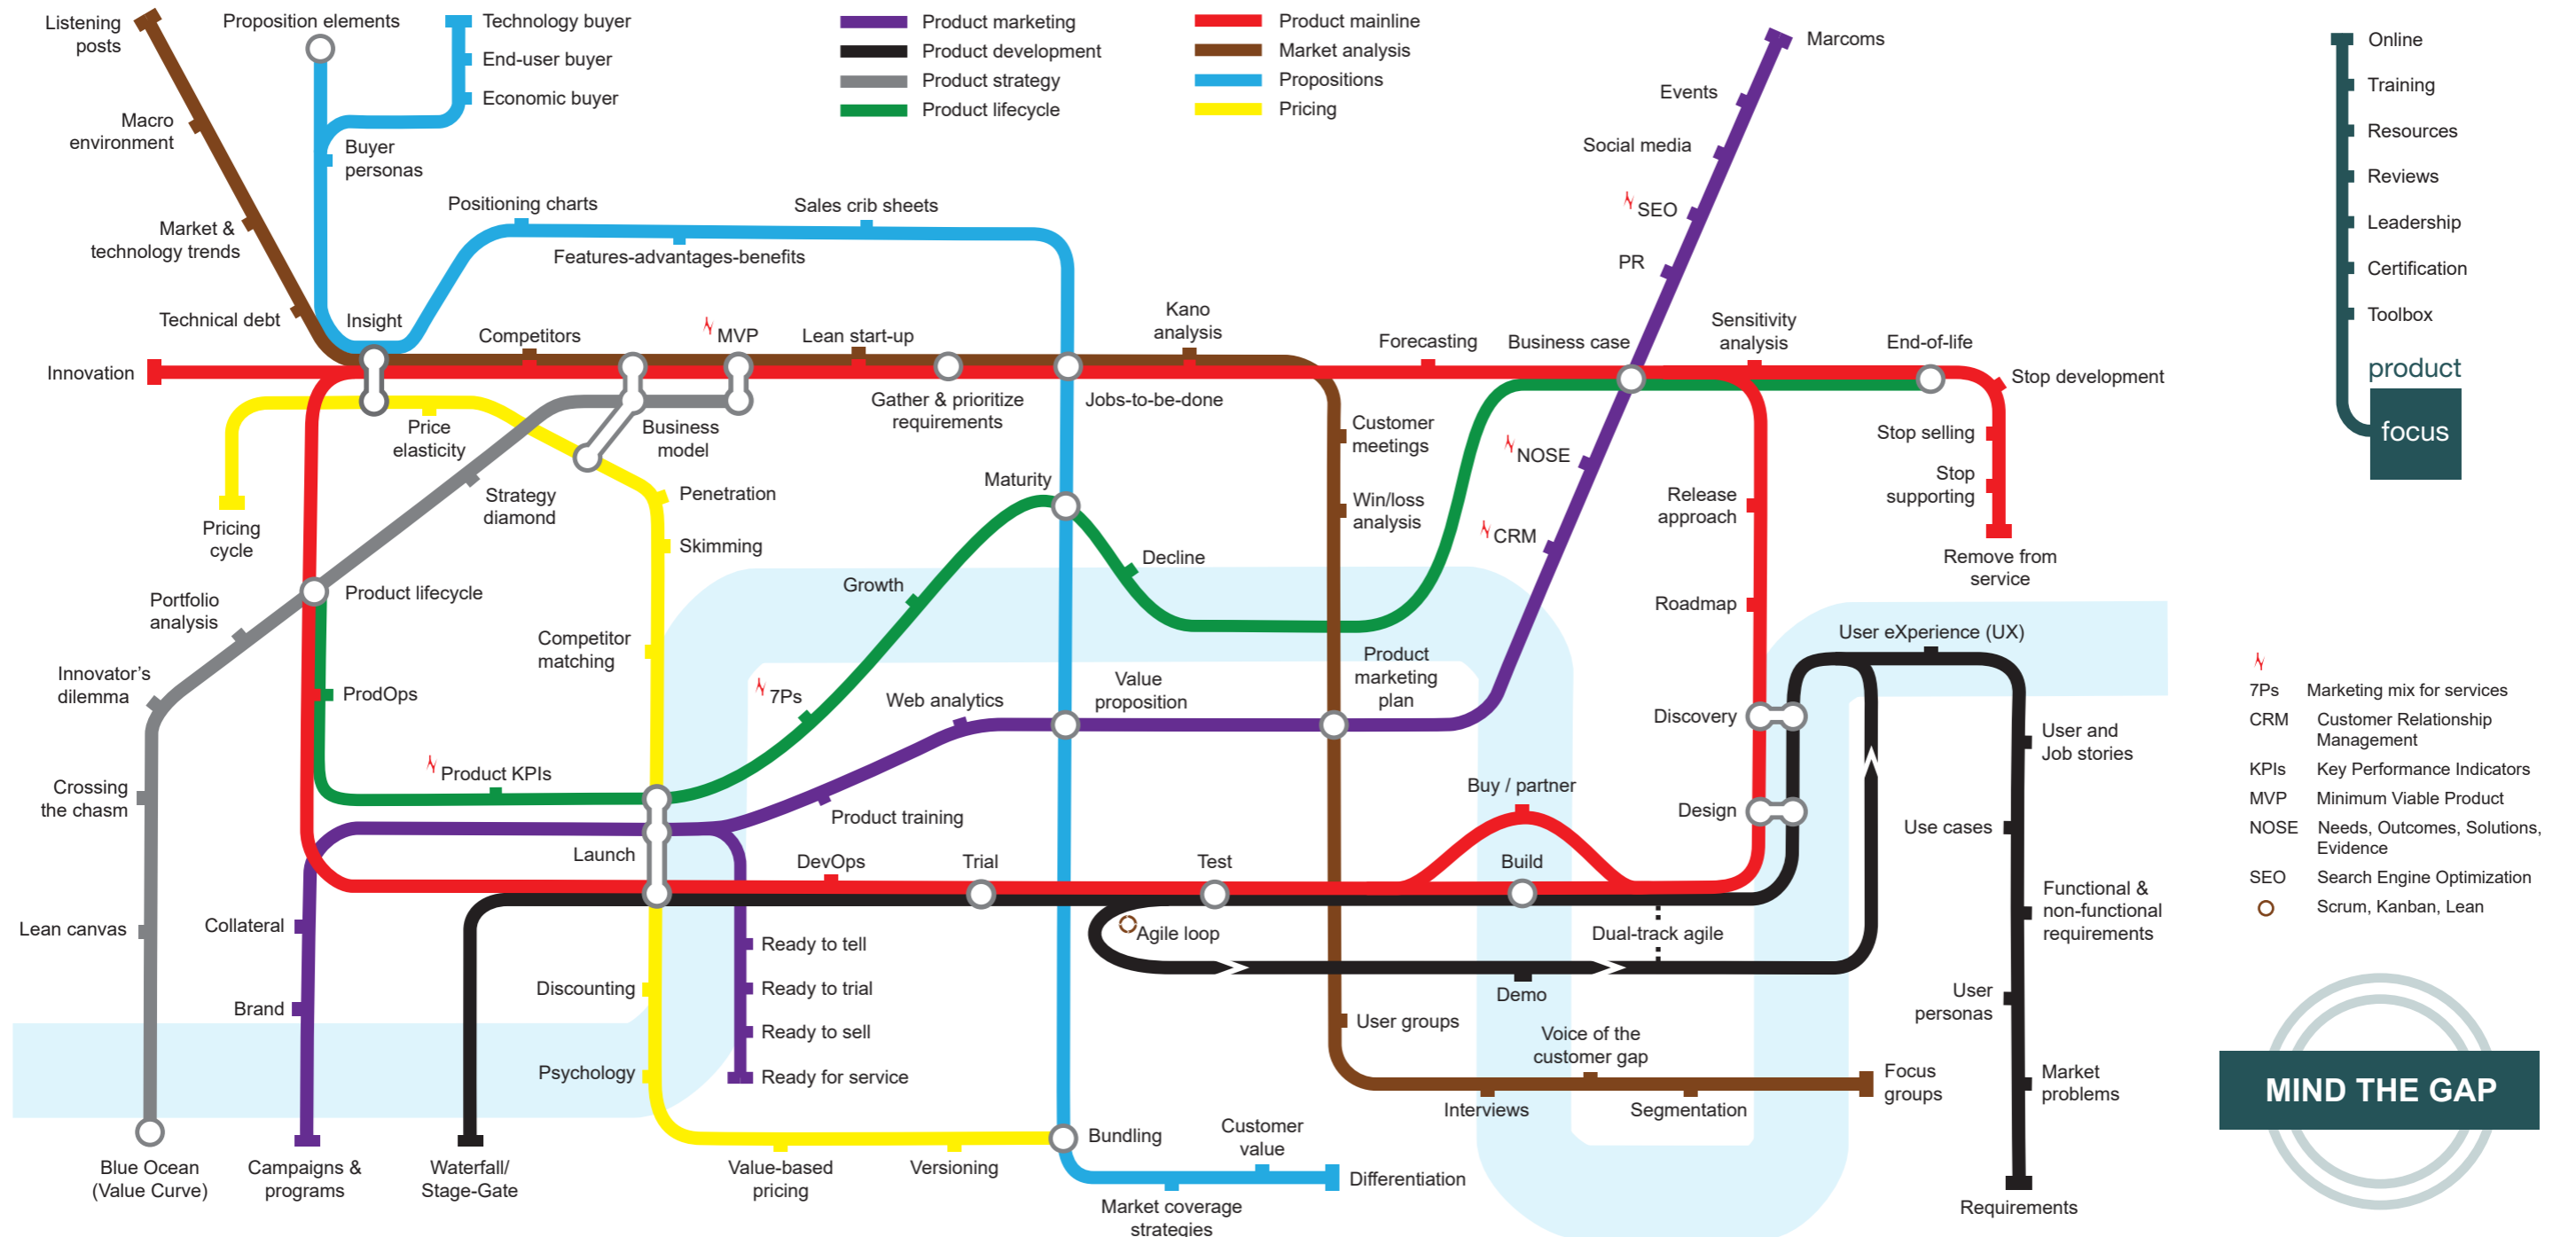 Listening
posts
Proposition elements
Technology buyer
End-user buyer
Economic buyer
Product marketing
Product development
Product strategy
Product lifecycle
Product mainline
Market analysis
Propositions
Pricing
Marcoms
Events
Social media
SEO
PR
Online
Training
Resources
Reviews
Leadership
Certification
Toolbox
product
focus
Macro
environment
Buyer
personas
Market &
technology trends
Positioning charts
Sales crib sheets
Features-advantages-benefits
Technical debt
Insight
Competitors
MVP
Lean start-up
Kano
analysis
Forecasting
Business case
Sensitivity
analysis
End-of-life
Innovation
Stop development
Price
elasticity
Business
model
Gather & prioritize
requirements
Jobs-to-be-done
Customer
meetings
Stop selling
NOSE
Stop
supporting
Pricing
cycle
Strategy
diamond
Penetration
Maturity
Win/loss
analysis
Release
approach
CRM
Skimming
Decline
Remove from
service
Portfolio
analysis
Product lifecycle
Growth
Roadmap
Competitor
matching
User eXperience (UX)
Innovator's
dilemma
ProdOps
7Ps
Web analytics
Value
proposition
Product
marketing
plan
Discovery
User and
Job stories
Product KPIs
Crossing
the chasm
Product training
Buy / partner
Design
Use cases
Launch
DevOps
Trial
Test
Build
Lean canvas
Collateral
Ready to tell
Agile loop
Dual-track agile
Functional &
non-functional
requirements
Brand
Discounting
Ready to trial
Demo
User
personas
Ready to sell
User groups
Voice of the
customer gap
Psychology
Ready for service
Interviews
Segmentation
Focus
groups
Market
problems
Blue Ocean
(Value Curve)
Campaigns &
programs
Waterfall/
Stage-Gate
Value-based
pricing
Versioning
Bundling
Customer
value
Differentiation
Market coverage
strategies
Requirements
7Ps Marketing mix for services
CRM Customer Relationship
Management
KPIs Key Performance Indicators
MVP Minimum Viable Product
NOSE Needs, Outcomes, Solutions,
Evidence
SEO Search Engine Optimization
Scrum, Kanban, Lean
MIND THE GAP